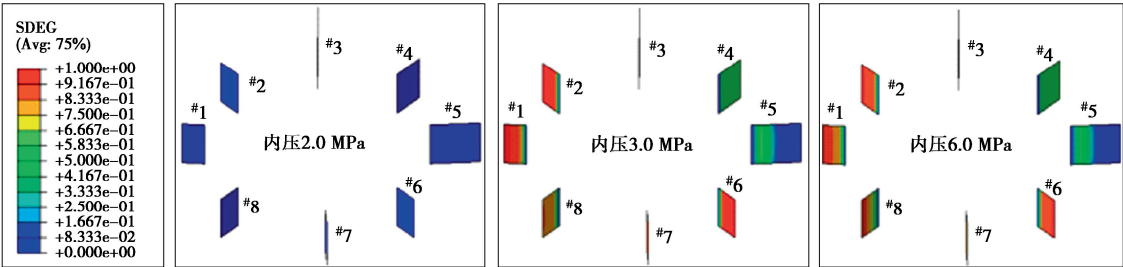 SDEG
(Avg: 75%)
+1.000e+00
+9.167e-01
+8.333e-01
+7.500e-01
+6.667e-01
+5.833e-01
+5.000e-01
+4.167e-01
+3.333e-01
+2.500e-01
+1.667e-01
+8.333e-02
+0.000e+00
#3
#4
#2
#1
#5
内压2.0 MPa
#6
#8
#7
#3
#4
#2
#1
#5
内压3.0 MPa
#6
#8
#7
#3
#4
#2
#1
#5
内压6.0 MPa
#6
#8
#7